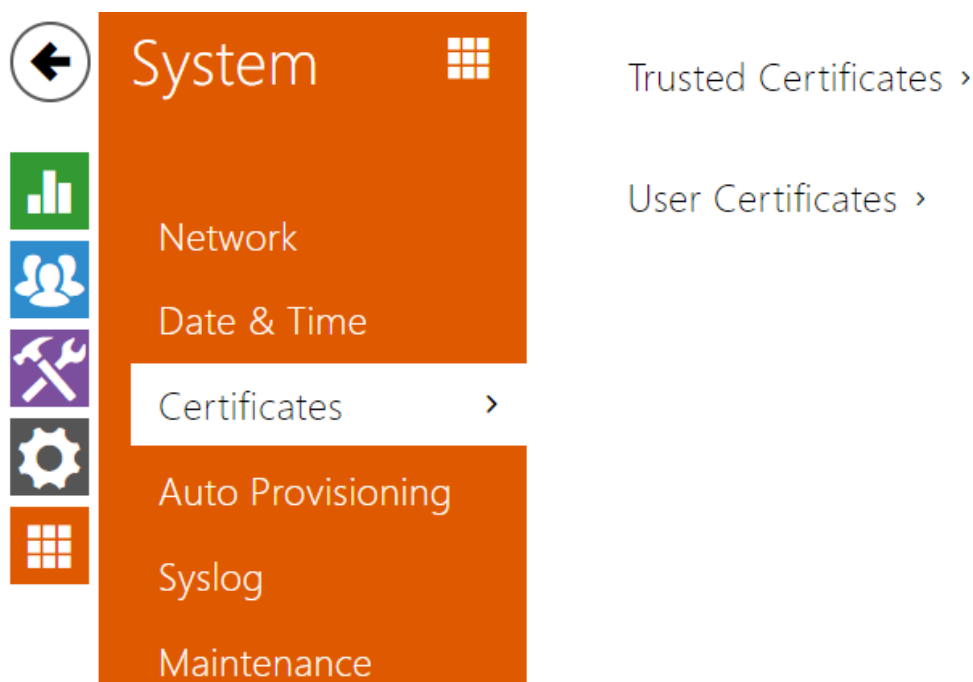 System
Network
Date & Time
Certificates
Auto Provisioning
Syslog
Maintenance
Trusted Certificates
User Certificates